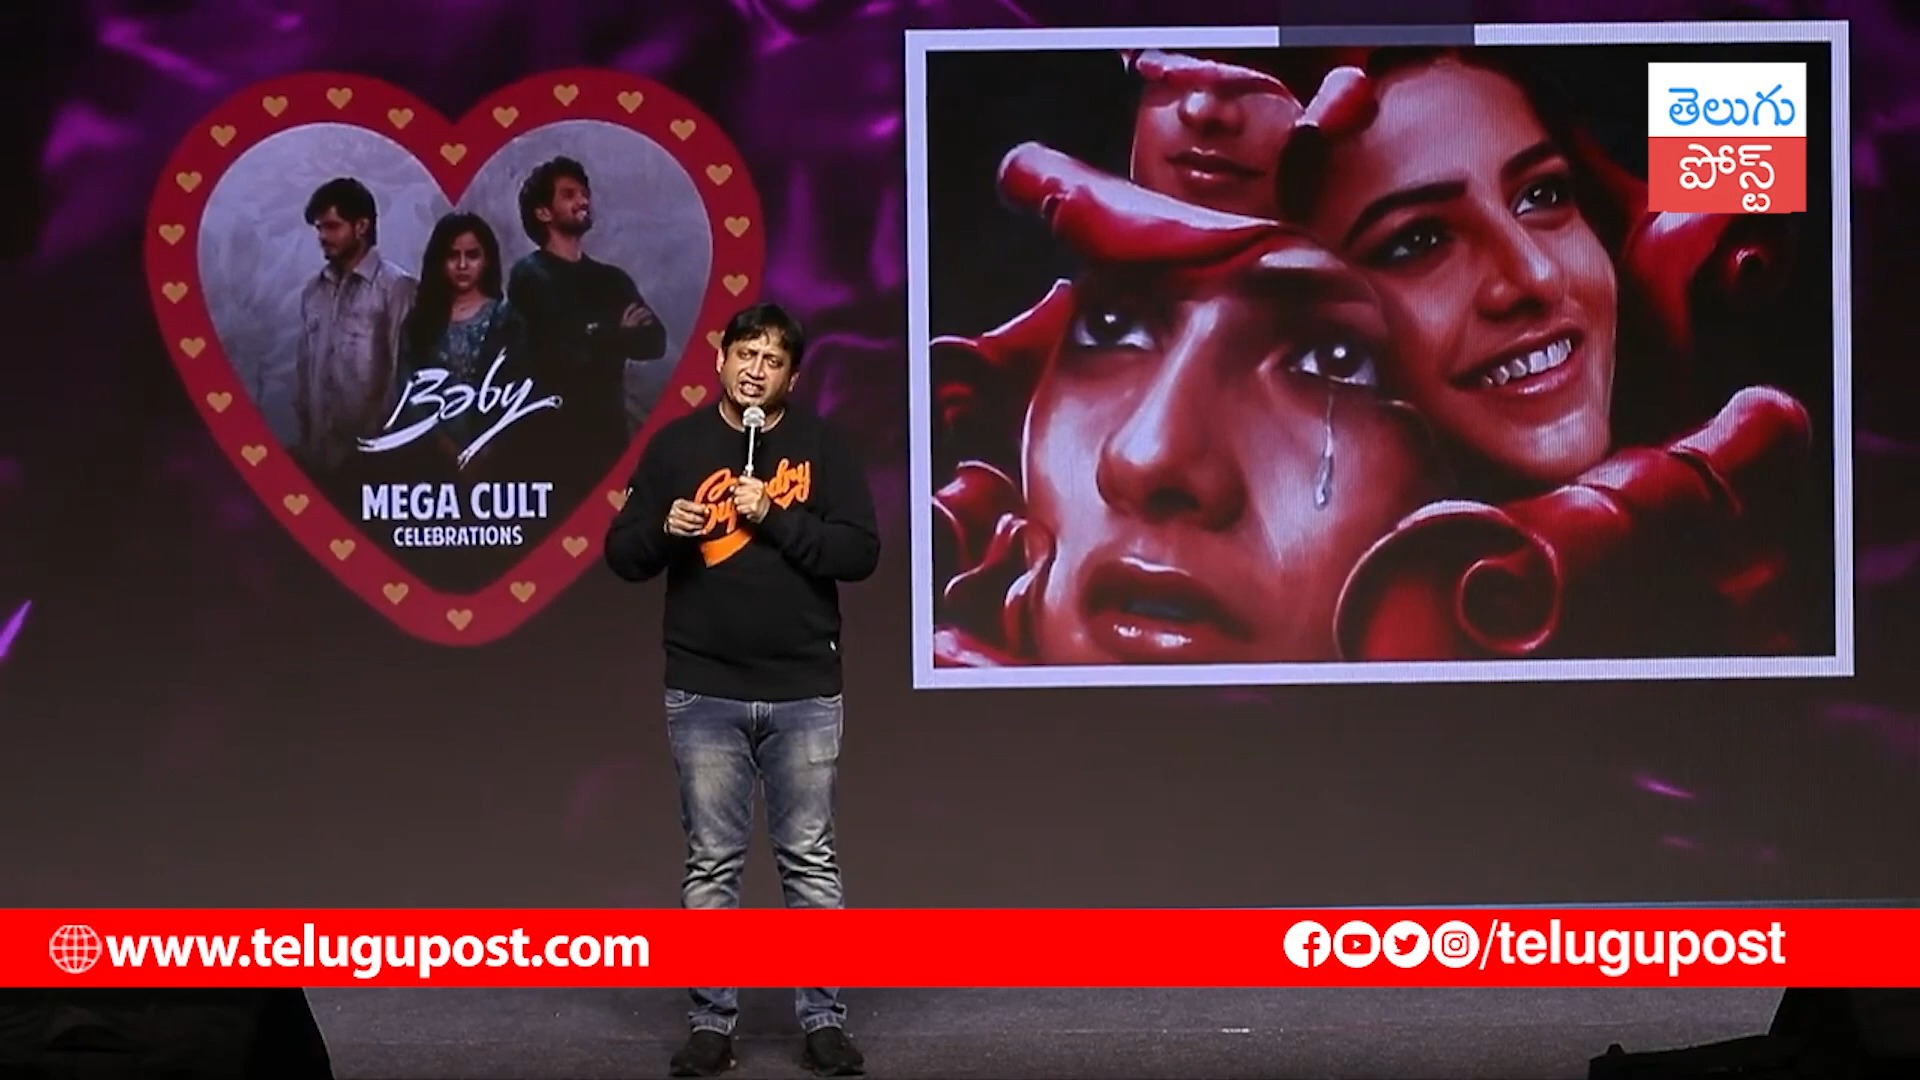 తెలుగు
పోస్ట్
Baby
MEGA CULT
CELEBRATIONS
www.telugupost.com
/telugupost